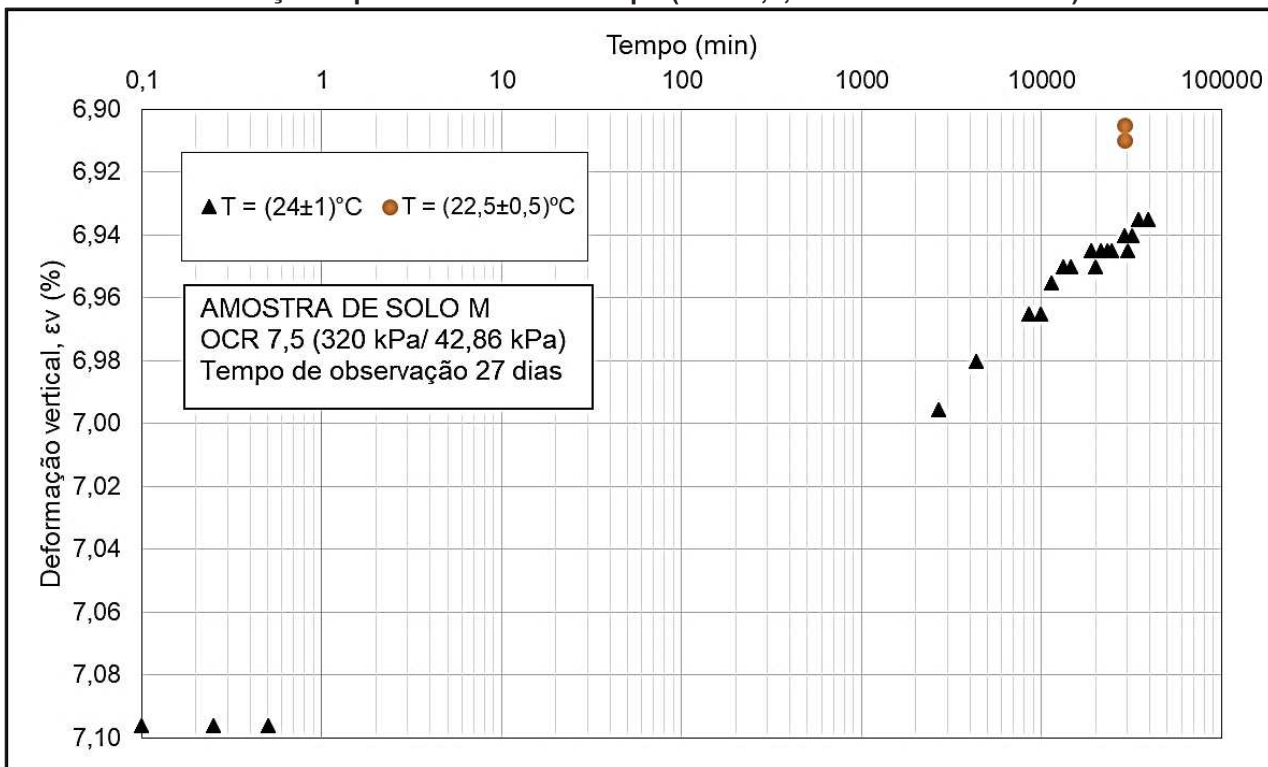 Tempo (min)
0,1 1 10 100 1000 10000 100000
6,90
6,92
6,94
6,96
6,98
7,00
7,02
7,04
7,06
7,08
7,10
Deformação vertical, εv (%)
T = (24±1)°C T = (22,5±0,5)ºC
AMOSTRA DE SOLO M
OCR 7,5 (320 kPa/ 42,86 kPa)
Tempo de observação 27 dias